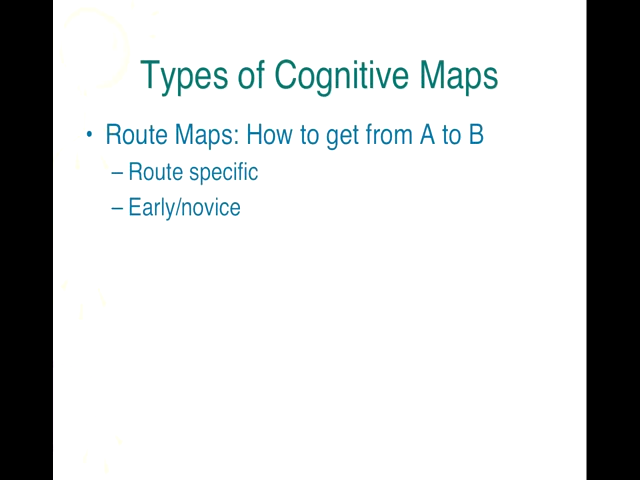 Types of Cognitive Maps
• Route Maps: How to get from A to B
– Route specific
– Early/novice